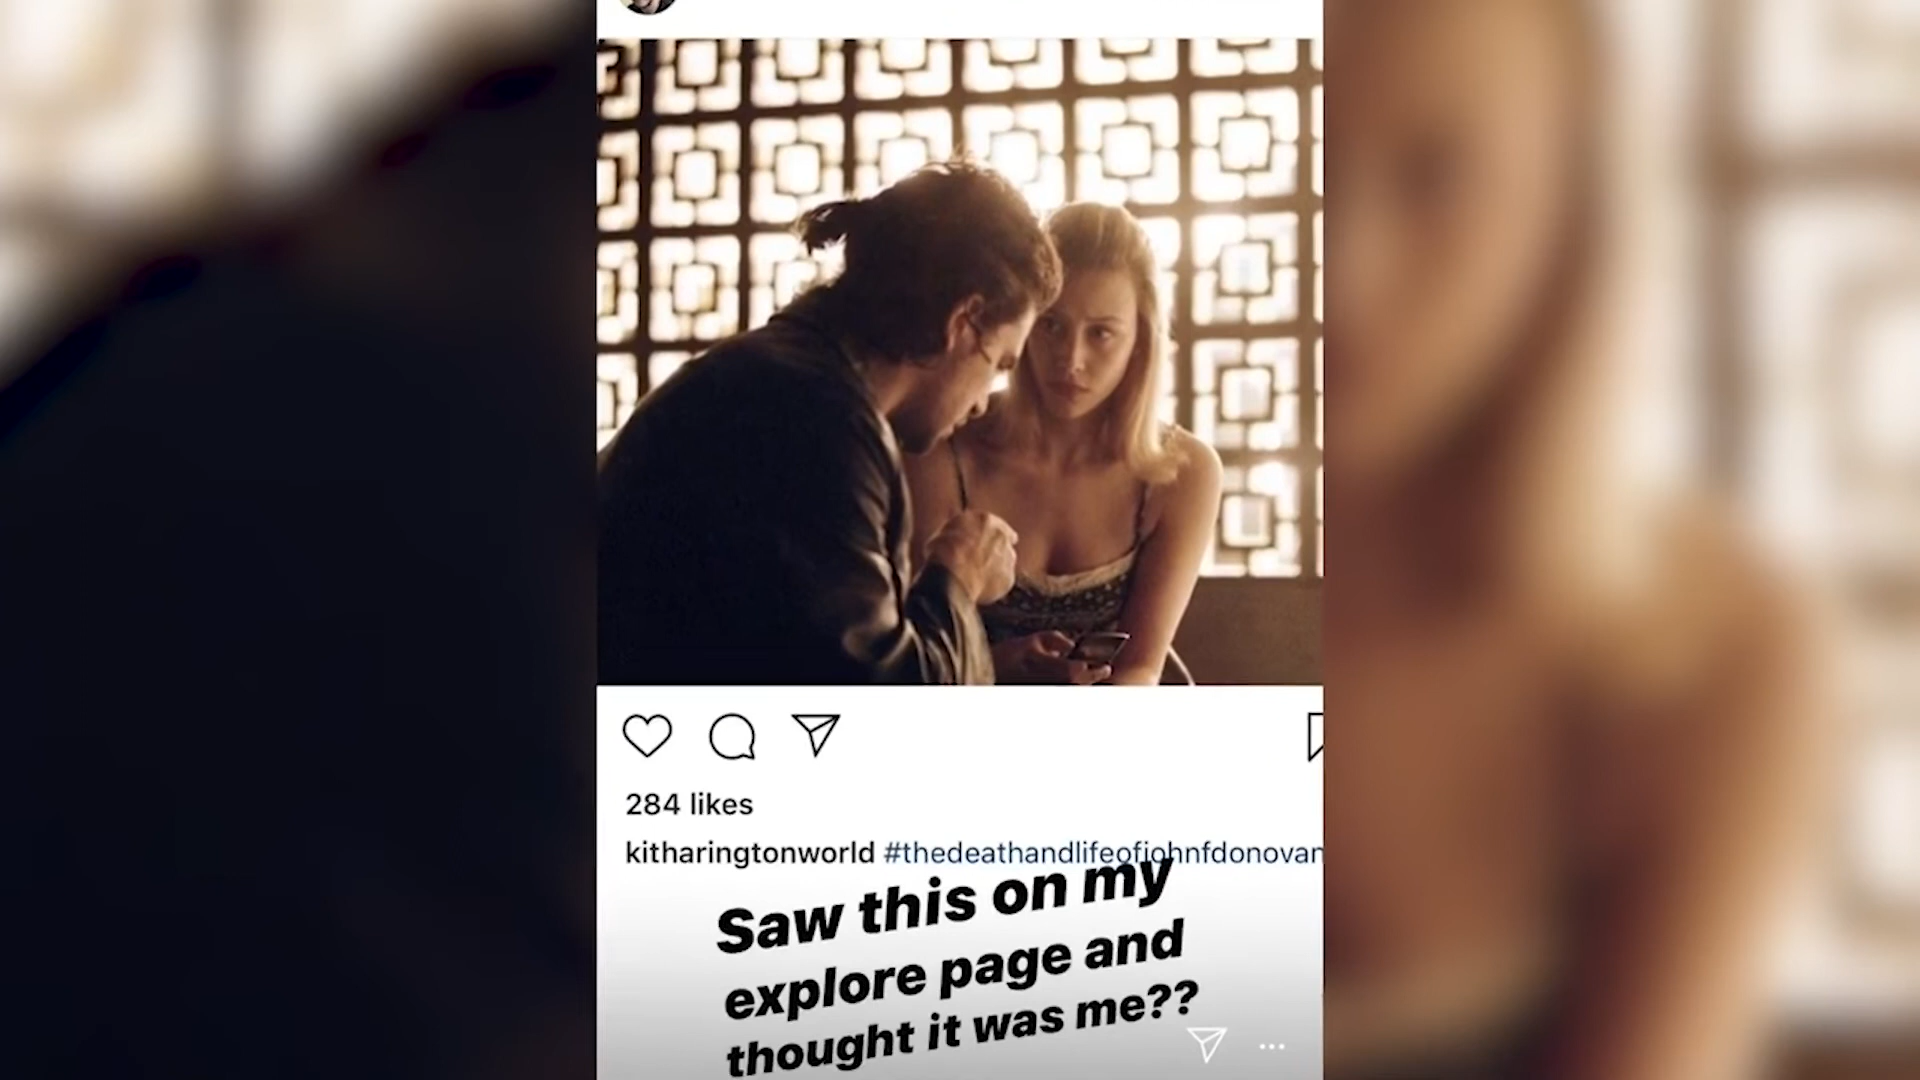 284 likes
kitharingtonworld #thedeathandlifeofjohnfdonovan
Saw this on my
explore page and
thought it was me??